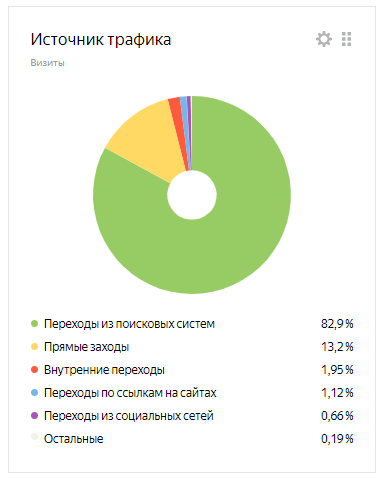 Источник трафика
Визиты
Переходы из поисковых систем 82,9 %
Прямые заходы 13,2 %
Внутренние переходы 1,95 %
Переходы по ссылкам на сайтах 1,12 %
Переходы из социальных сетей 0,66 %
Остальные 0,19 %